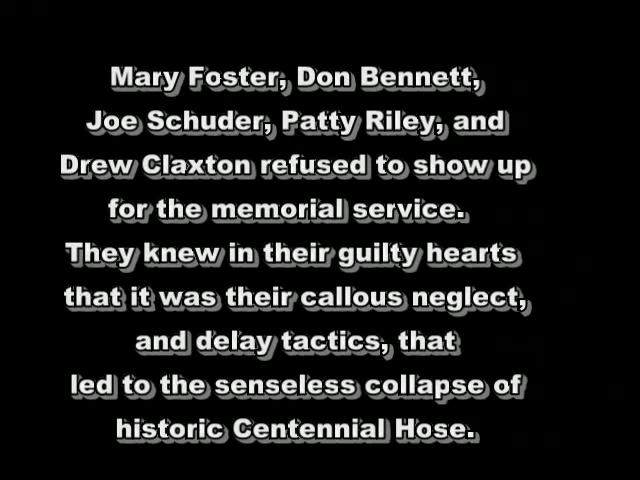 Mary Foster, Don Bennett,
Joe Schuder, Patty Riley, and
Drew Claxton refused to show up
for the memorial service.
They knew in their guilty hearts
that it was their callous neglect,
and delay tactics, that
led to the senseless collapse of
historic Centennial Hose.